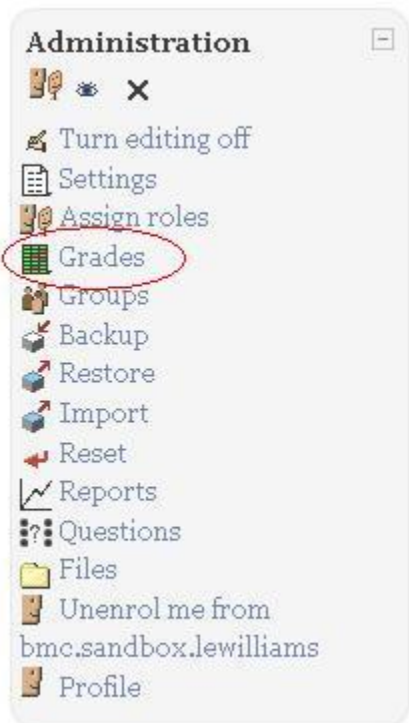 Administration
Turn editing off
Settings
Assign roles
Grades
Groups
Backup
Restore
Import
Reset
Reports
Questions
Files
Unenrol me from
bmc.sandbox.lewilliams
Profile